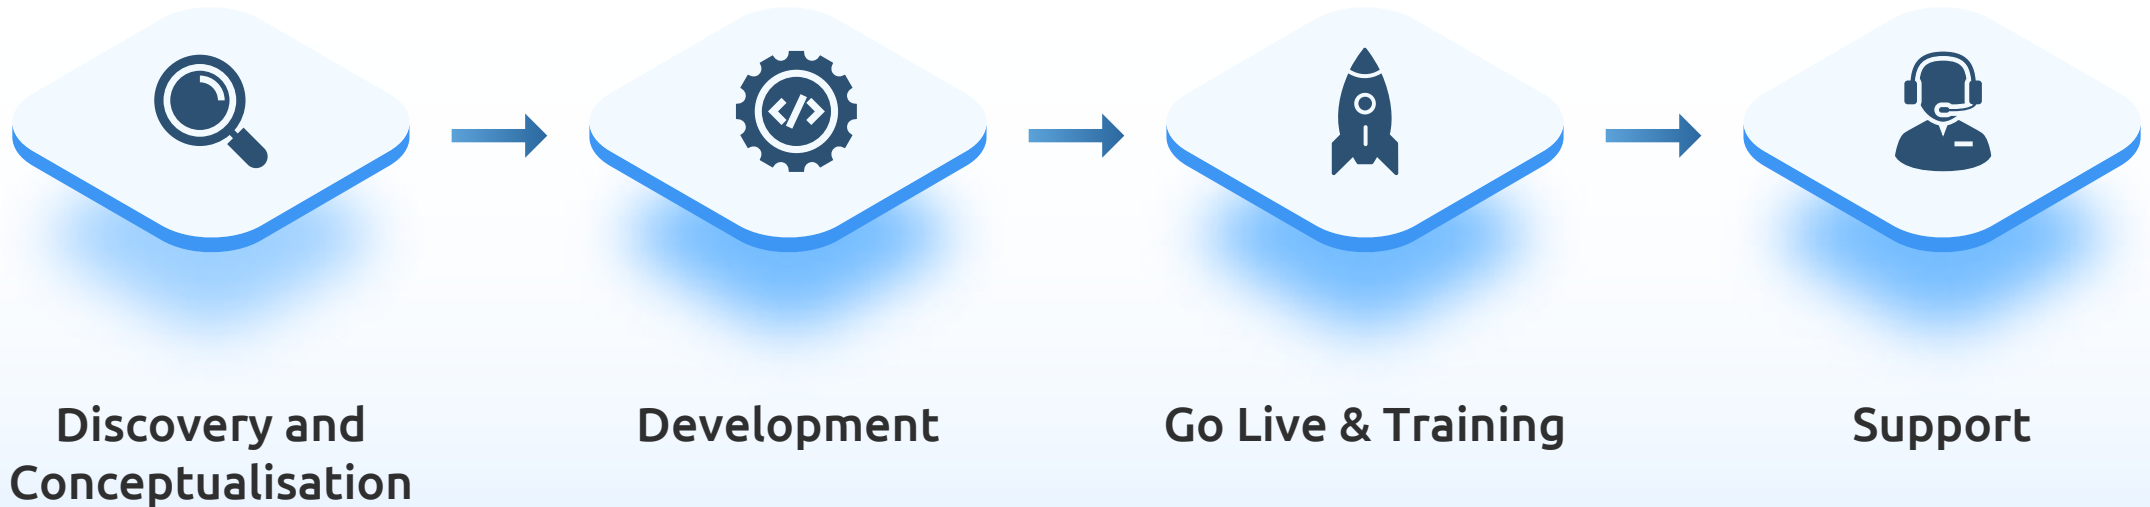 Discovery and
Conceptualisation
Development
Go Live & Training
Support